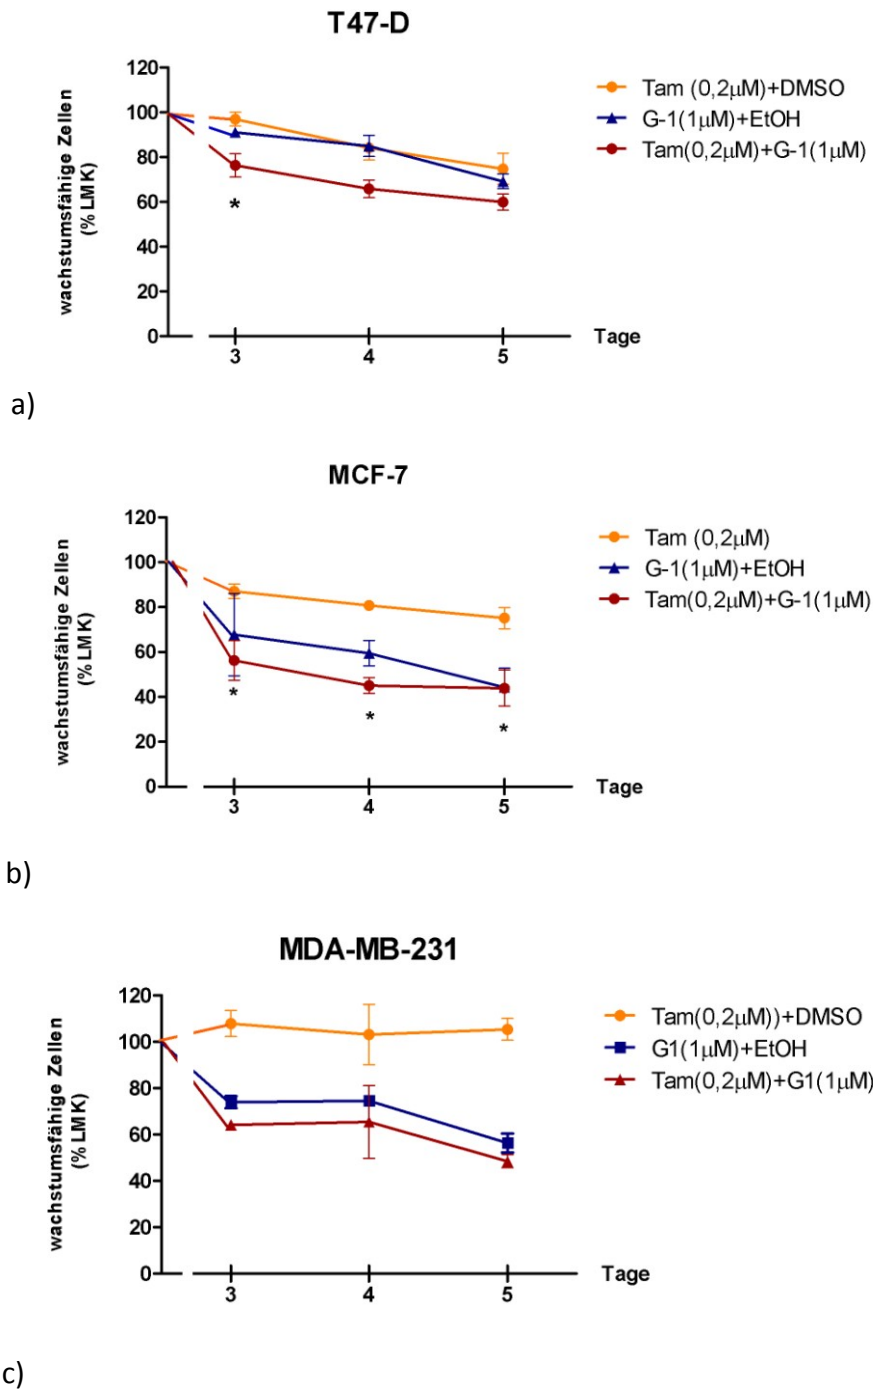 T47-D
120
100
80
60
40
20
0
wachstumsfähige Zellen
(% LMK)
3 4 5
Tage
Tam (0,2µM)+DMSO
G-1(1µM)+EtOH
Tam(0,2µM)+G-1(1µM)
*
a)
MCF-7
120
100
80
60
40
20
0
wachstumsfähige Zellen
(% LMK)
3 4 5
Tage
Tam (0,2µM)
G-1(1µM)+EtOH
Tam(0,2µM)+G-1(1µM)
* * *
b)
MDA-MB-231
120
100
80
60
40
20
0
wachstumsfähige Zellen
(% LMK)
3 4 5
Tage
Tam(0,2µM))+DMSO
G1(1µM)+EtOH
Tam(0,2µM)+G1(1µM)
c)